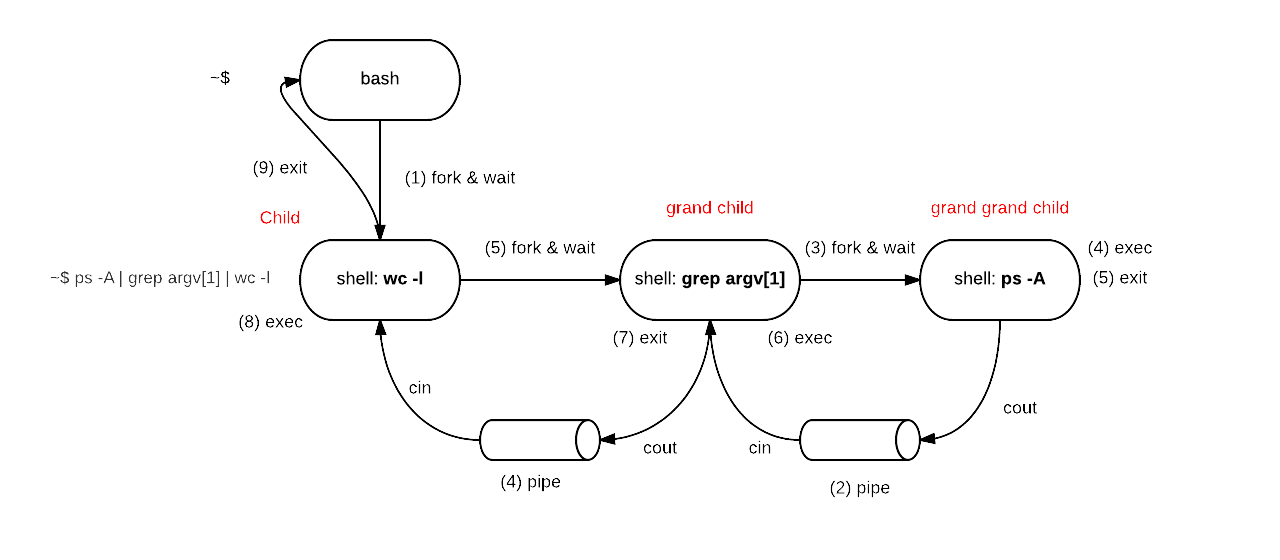 ~$
bash
(9) exit
(1) fork & wait
Child
grand child
grand grand child
(5) fork & wait
(3) fork & wait
(4) exec
~$ ps -A | grep argv[1] | wc -l
shell: wc -l
shell: grep argv[1]
shell: ps -A
(5) exit
(8) exec
(7) exit
(6) exec
cin
cout
cout
cin
(4) pipe
(2) pipe